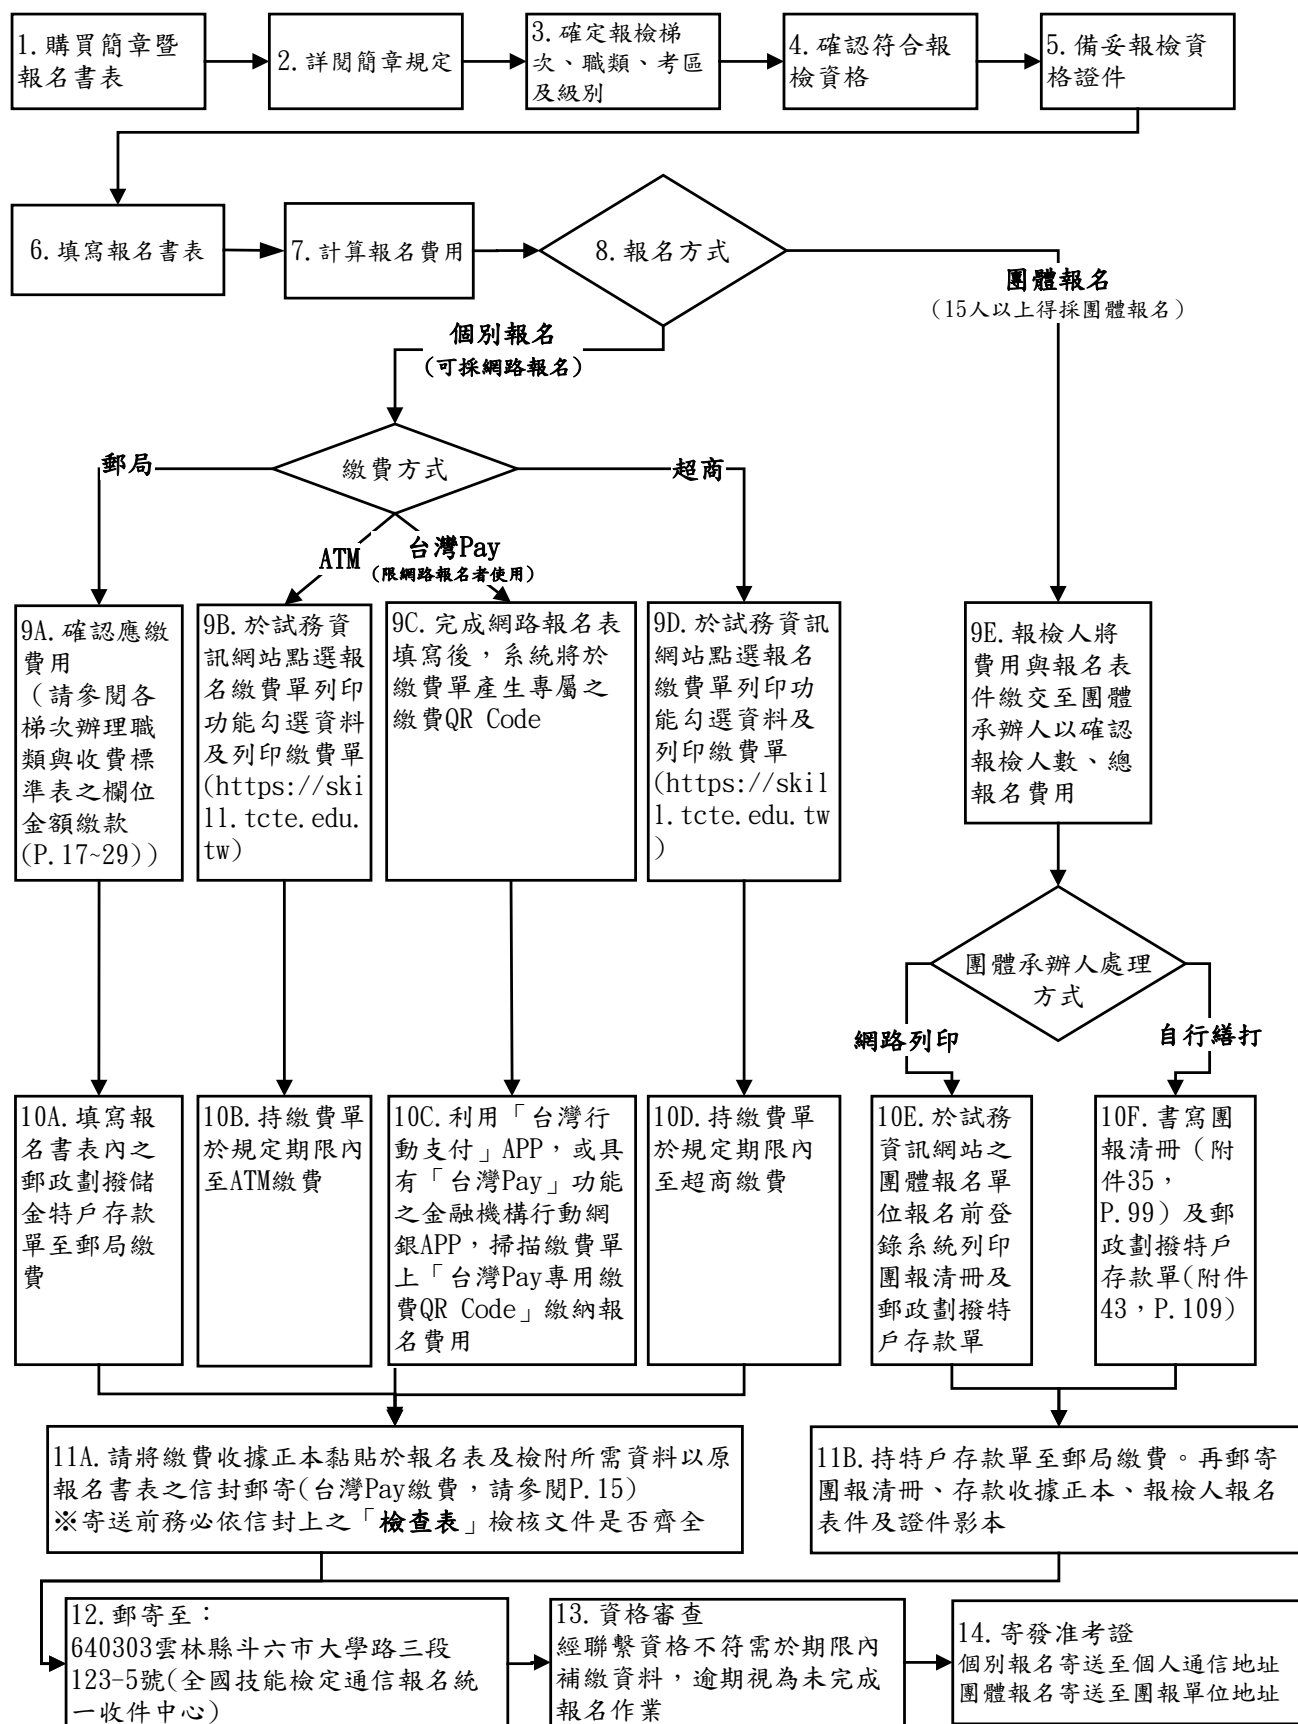 1.購買簡章暨
報名書表
2.詳閱簡章規定
3.確定報檢梯
次、職類、考區
及級別
4.確認符合報
檢資格
5.備妥報檢資
格證件
6.填寫報名書表
7.計算報名費用
8.報名方式
團體報名
（15人以上得採團體報名）
個別報名
（可採網路報名）
繳費方式
郵局
超商
ATM
台灣Pay
（限網路報名者使用）
9A.確認應繳
費用
（請參閱各
梯次辦理職
類與收費標
準表之欄位
金額繳款
(P.17~29)）
9B.於試務資
訊網站點選報
名繳費單列印
功能勾選資料
及列印繳費單
(https://ski
ll.tcte.edu.
tw)
9C.完成網路報名表
填寫後，系統將於
繳費單產生專屬之
繳費QR Code
9D.於試務資訊
網站點選報名
繳費單列印功
能勾選資料及
列印繳費單
(https://skil
l.tcte.edu.tw
)
9E.報檢人將
費用與報名表
件繳交至團體
承辦人以確認
報檢人數、總
報名費用
團體承辦人處理
方式
網路列印
自行繕打
10A.填寫報
名書表內之
郵政劃撥儲
金特戶存款
單至郵局繳
費
10B.持繳費單
於規定期限內
至ATM繳費
10C.利用「台灣行
動支付」APP，或具
有「台灣Pay」功能
之金融機構行動網
銀APP，掃描繳費單
上「台灣Pay專用繳
費QR Code」繳納報
名費用
10D.持繳費單
於規定期限內
至超商繳費
10E.於試務
資訊網站之
團體報名單
位報名前登
錄系統列印
團報清冊及
郵政劃撥特
戶存款單
10F.書寫團
報清冊（附
件35，
P.99）及郵
政劃撥特戶
存款單(附件
43，P.109)
11A.請將繳費收據正本黏貼於報名表及檢附所需資料以原
報名書表之信封郵寄(台灣Pay繳費，請參閱P.15)
※寄送前務必依信封上之「檢查表」檢核文件是否齊全
11B.持特戶存款單至郵局繳費。再郵寄
團報清冊、存款收據正本、報檢人報名
表件及證件影本
12.郵寄至：
640303雲林縣斗六市大學路三段
123-5號(全國技能檢定通信報名統
一收件中心)
13.資格審查
經聯繫資格不符需於期限內
補繳資料，逾期視為未完成
報名作業
14.寄發准考證
個別報名寄送至個人通信地址
團體報名寄送至團報單位地址